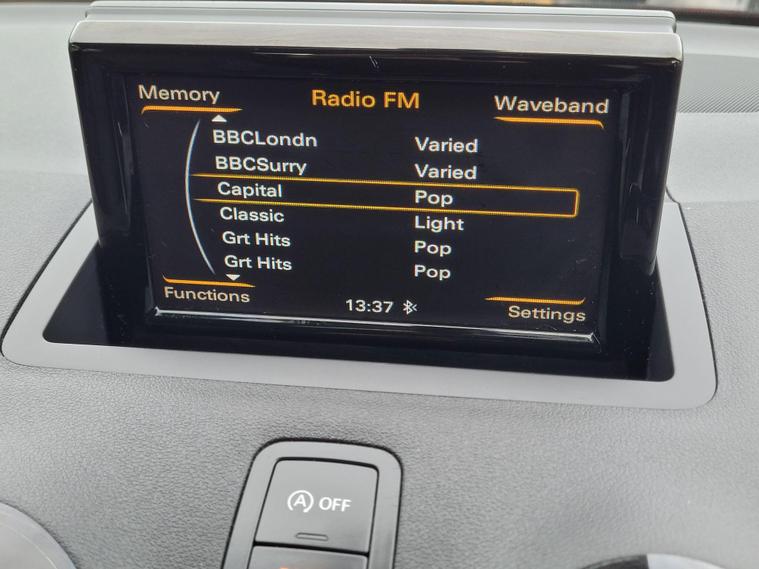 Memory Radio FM Waveband
BBCLondn Varied
BBCSurry Varied
Capital Pop
Classic Light
Grt Hits Pop
Grt Hits Pop
Functions 13:37 Settings
A OFF